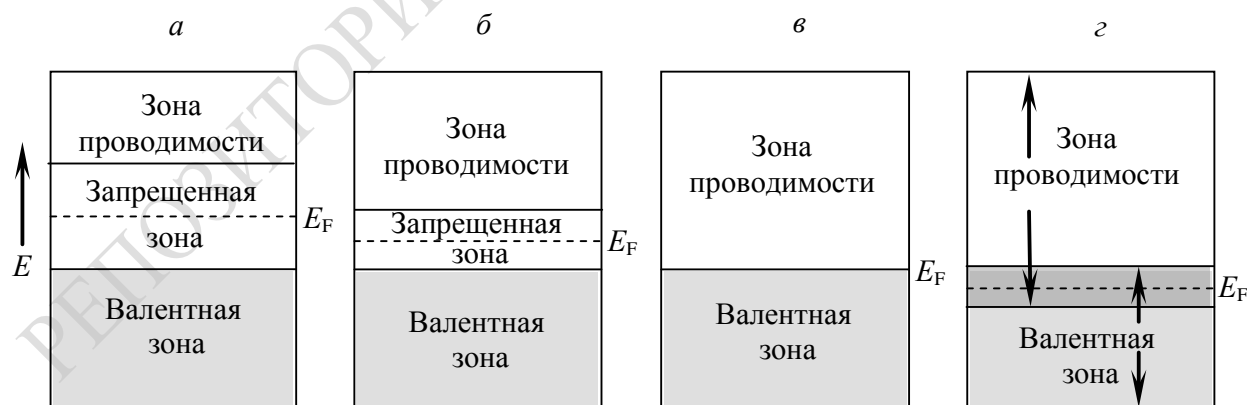 а б в г
Зона
проводимости
Запрещенная
зона
Валентная
зона
E
E_F
Зона
проводимости
Запрещенная
зона
Валентная
зона
E_F
Зона
проводимости
Валентная
зона
E_F
Зона
проводимости
Валентная
зона
E_F